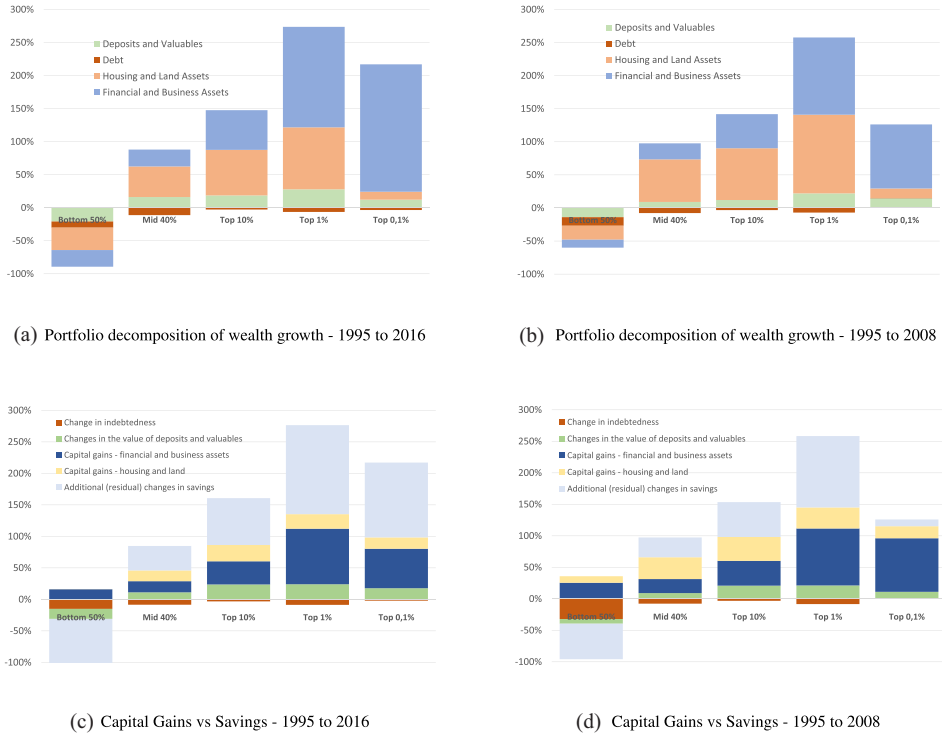 300%
250%
200%
150%
100%
50%
0%
-50%
-100%
Deposits and Valuables
Debt
Housing and Land Assets
Financial and Business Assets
Bottom 50% Mid 40% Top 10% Top 1% Top 0,1%
(a) Portfolio decomposition of wealth growth - 1995 to 2016
300%
250%
200%
150%
100%
50%
0%
-50%
-100%
Deposits and Valuables
Debt
Housing and Land Assets
Financial and Business Assets
Bottom 50% Mid 40% Top 10% Top 1% Top 0,1%
(b) Portfolio decomposition of wealth growth - 1995 to 2008
300%
250%
200%
150%
100%
50%
0%
-50%
-100%
Change in indebtedness
Changes in the value of deposits and valuables
Capital gains - financial and business assets
Capital gains - housing and land
Additional (residual) changes in savings
Bottom 50% Mid 40% Top 10% Top 1% Top 0,1%
(c) Capital Gains vs Savings - 1995 to 2016
300%
250%
200%
150%
100%
50%
0%
-50%
-100%
Change in indebtedness
Changes in the value of deposits and valuables
Capital gains - financial and business assets
Capital gains - housing and land
Additional (residual) changes in savings
Bottom 50% Mid 40% Top 10% Top 1% Top 0,1%
(d) Capital Gains vs Savings - 1995 to 2008